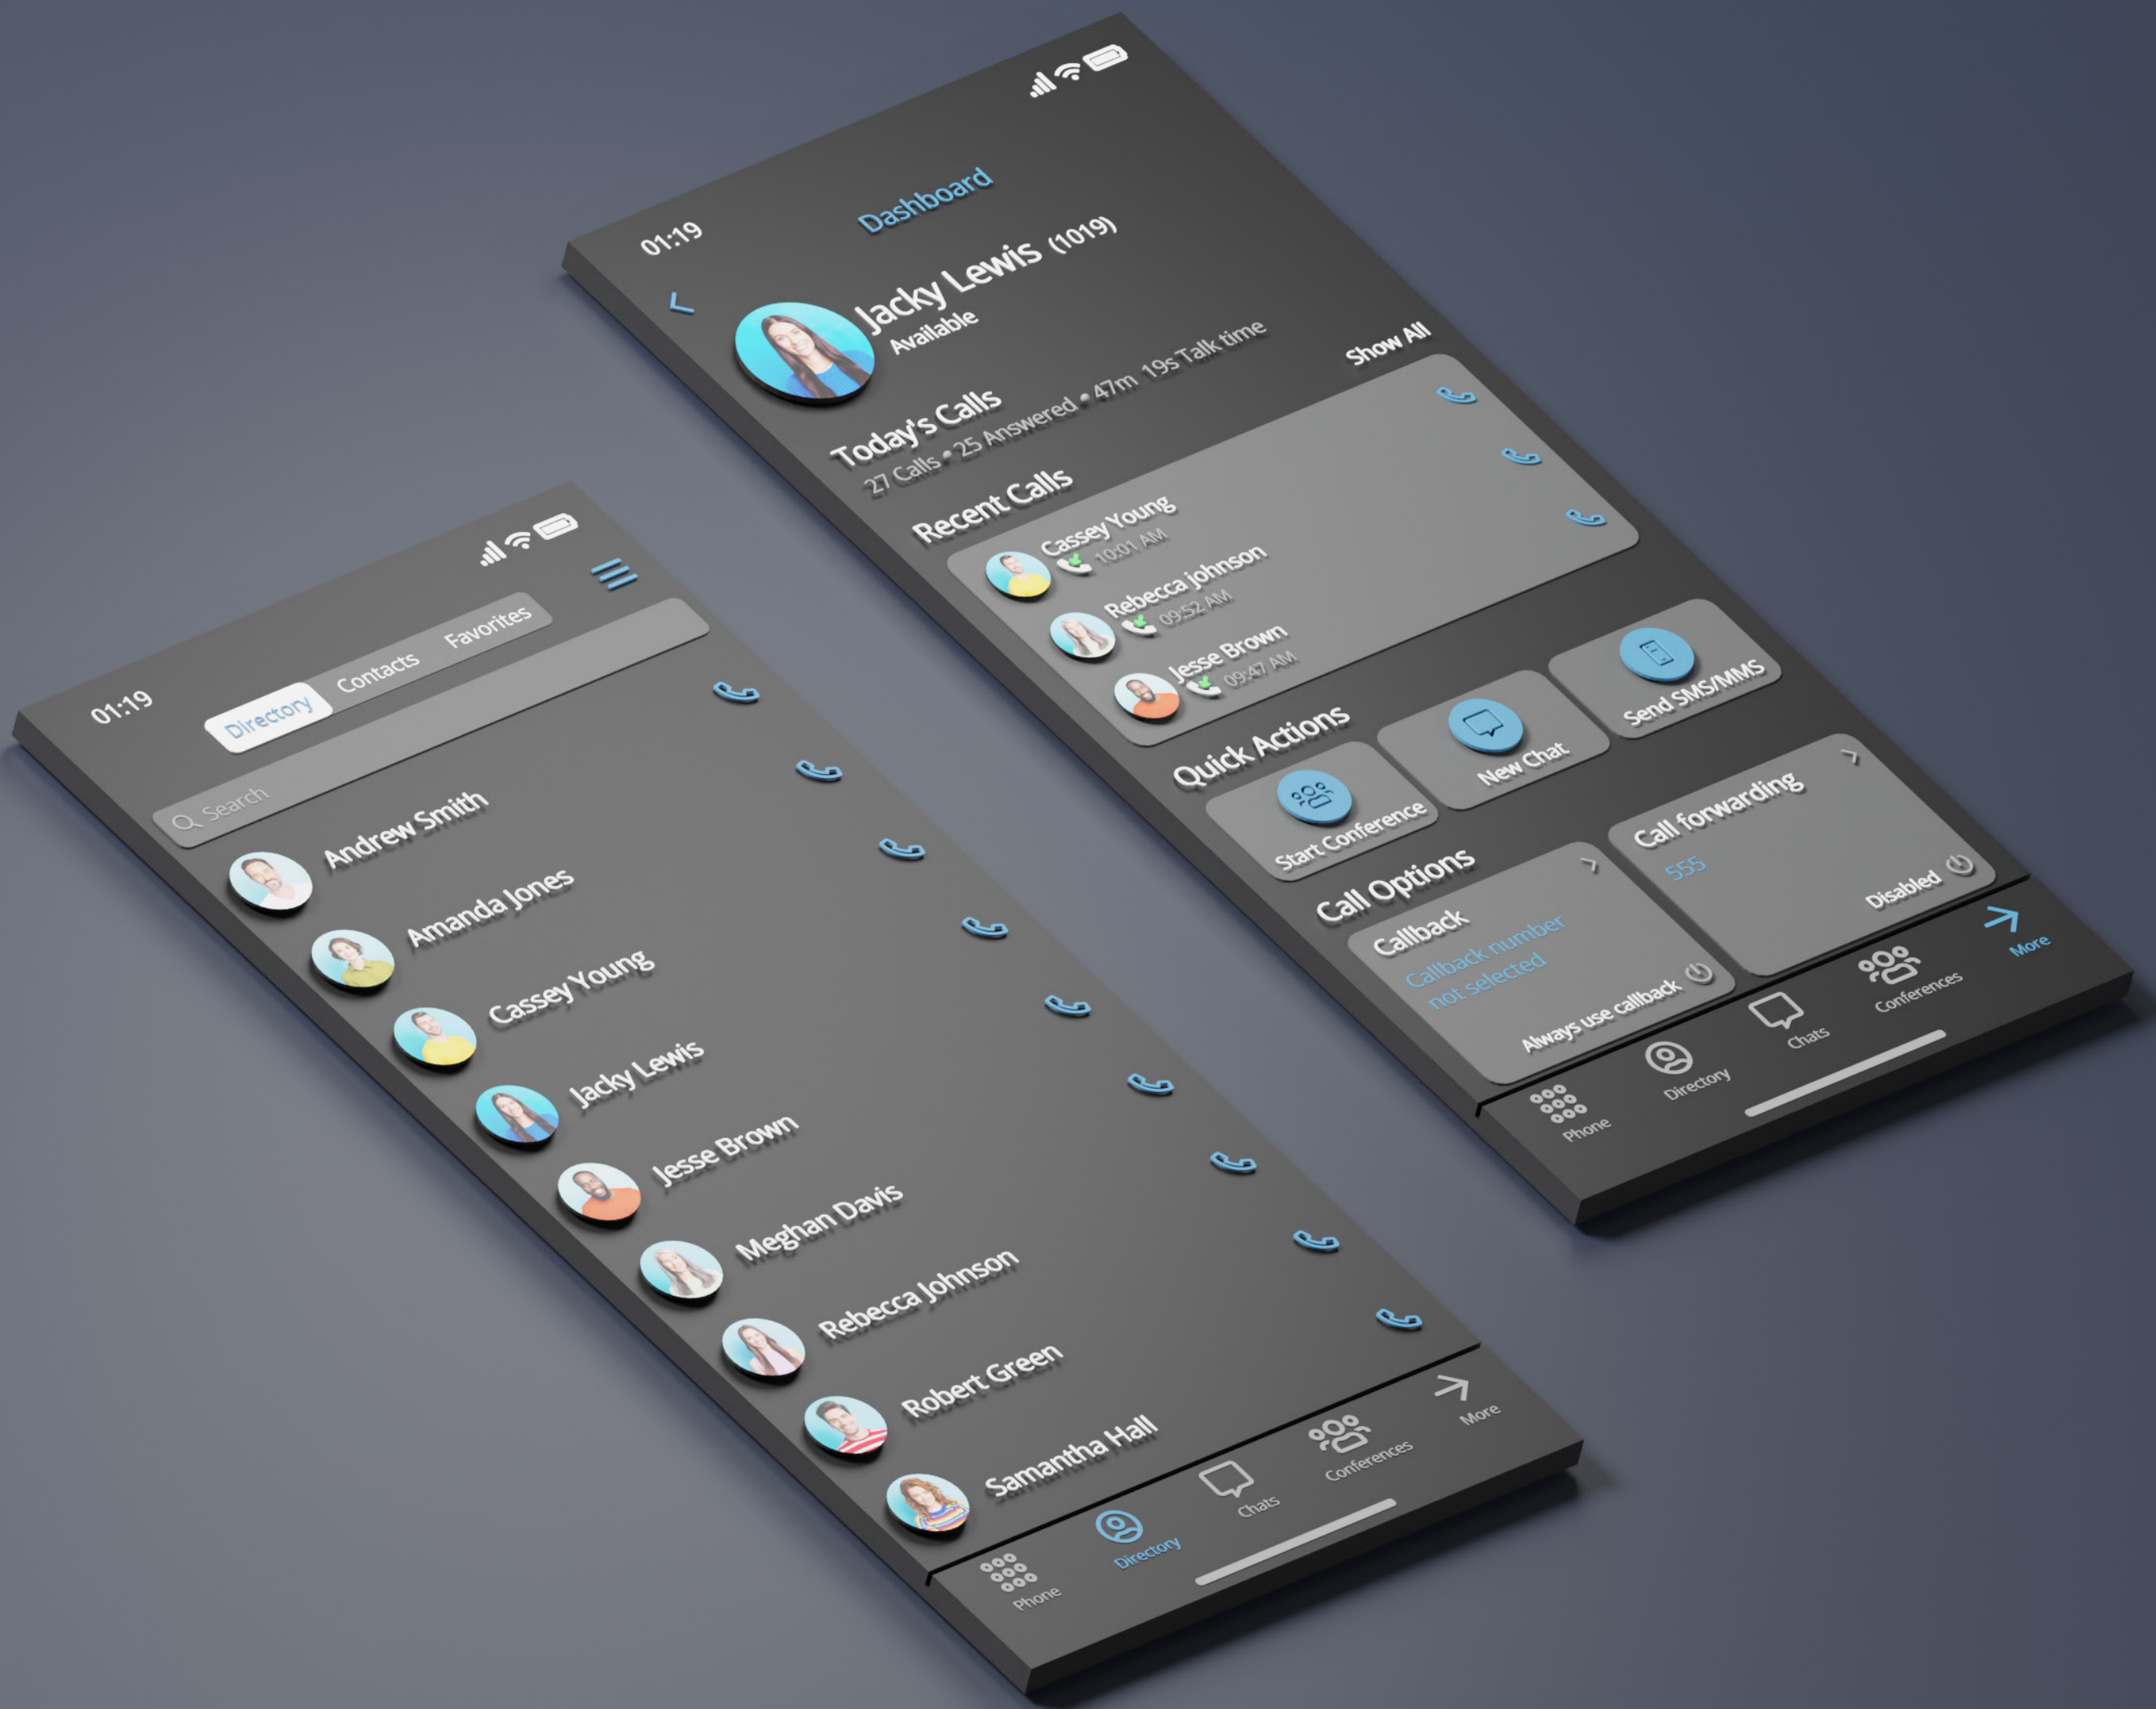 01:19
Directory Contacts Favorites
Search
Andrew Smith
Amanda Jones
Cassey Young
Jacky Lewis
Jesse Brown
Meghan Davis
Rebecca Johnson
Robert Green
Samantha Hall
Phone Directory Chats Conferences More
01:19
Dashboard
Jacky Lewis (1019)
Available
Today's Calls
27 Calls • 25 Answered • 47m 19s Talk time
Recent Calls Show All
Cassey Young
10:01 AM
Rebecca johnson
09:52 AM
Jesse Brown
09:47 AM
Quick Actions
Start Conference New Chat Send SMS/MMS
Call Options
Callback
Callback number
not selected
Always use callback
Call forwarding
555
Disabled
Phone Directory Chats Conferences More